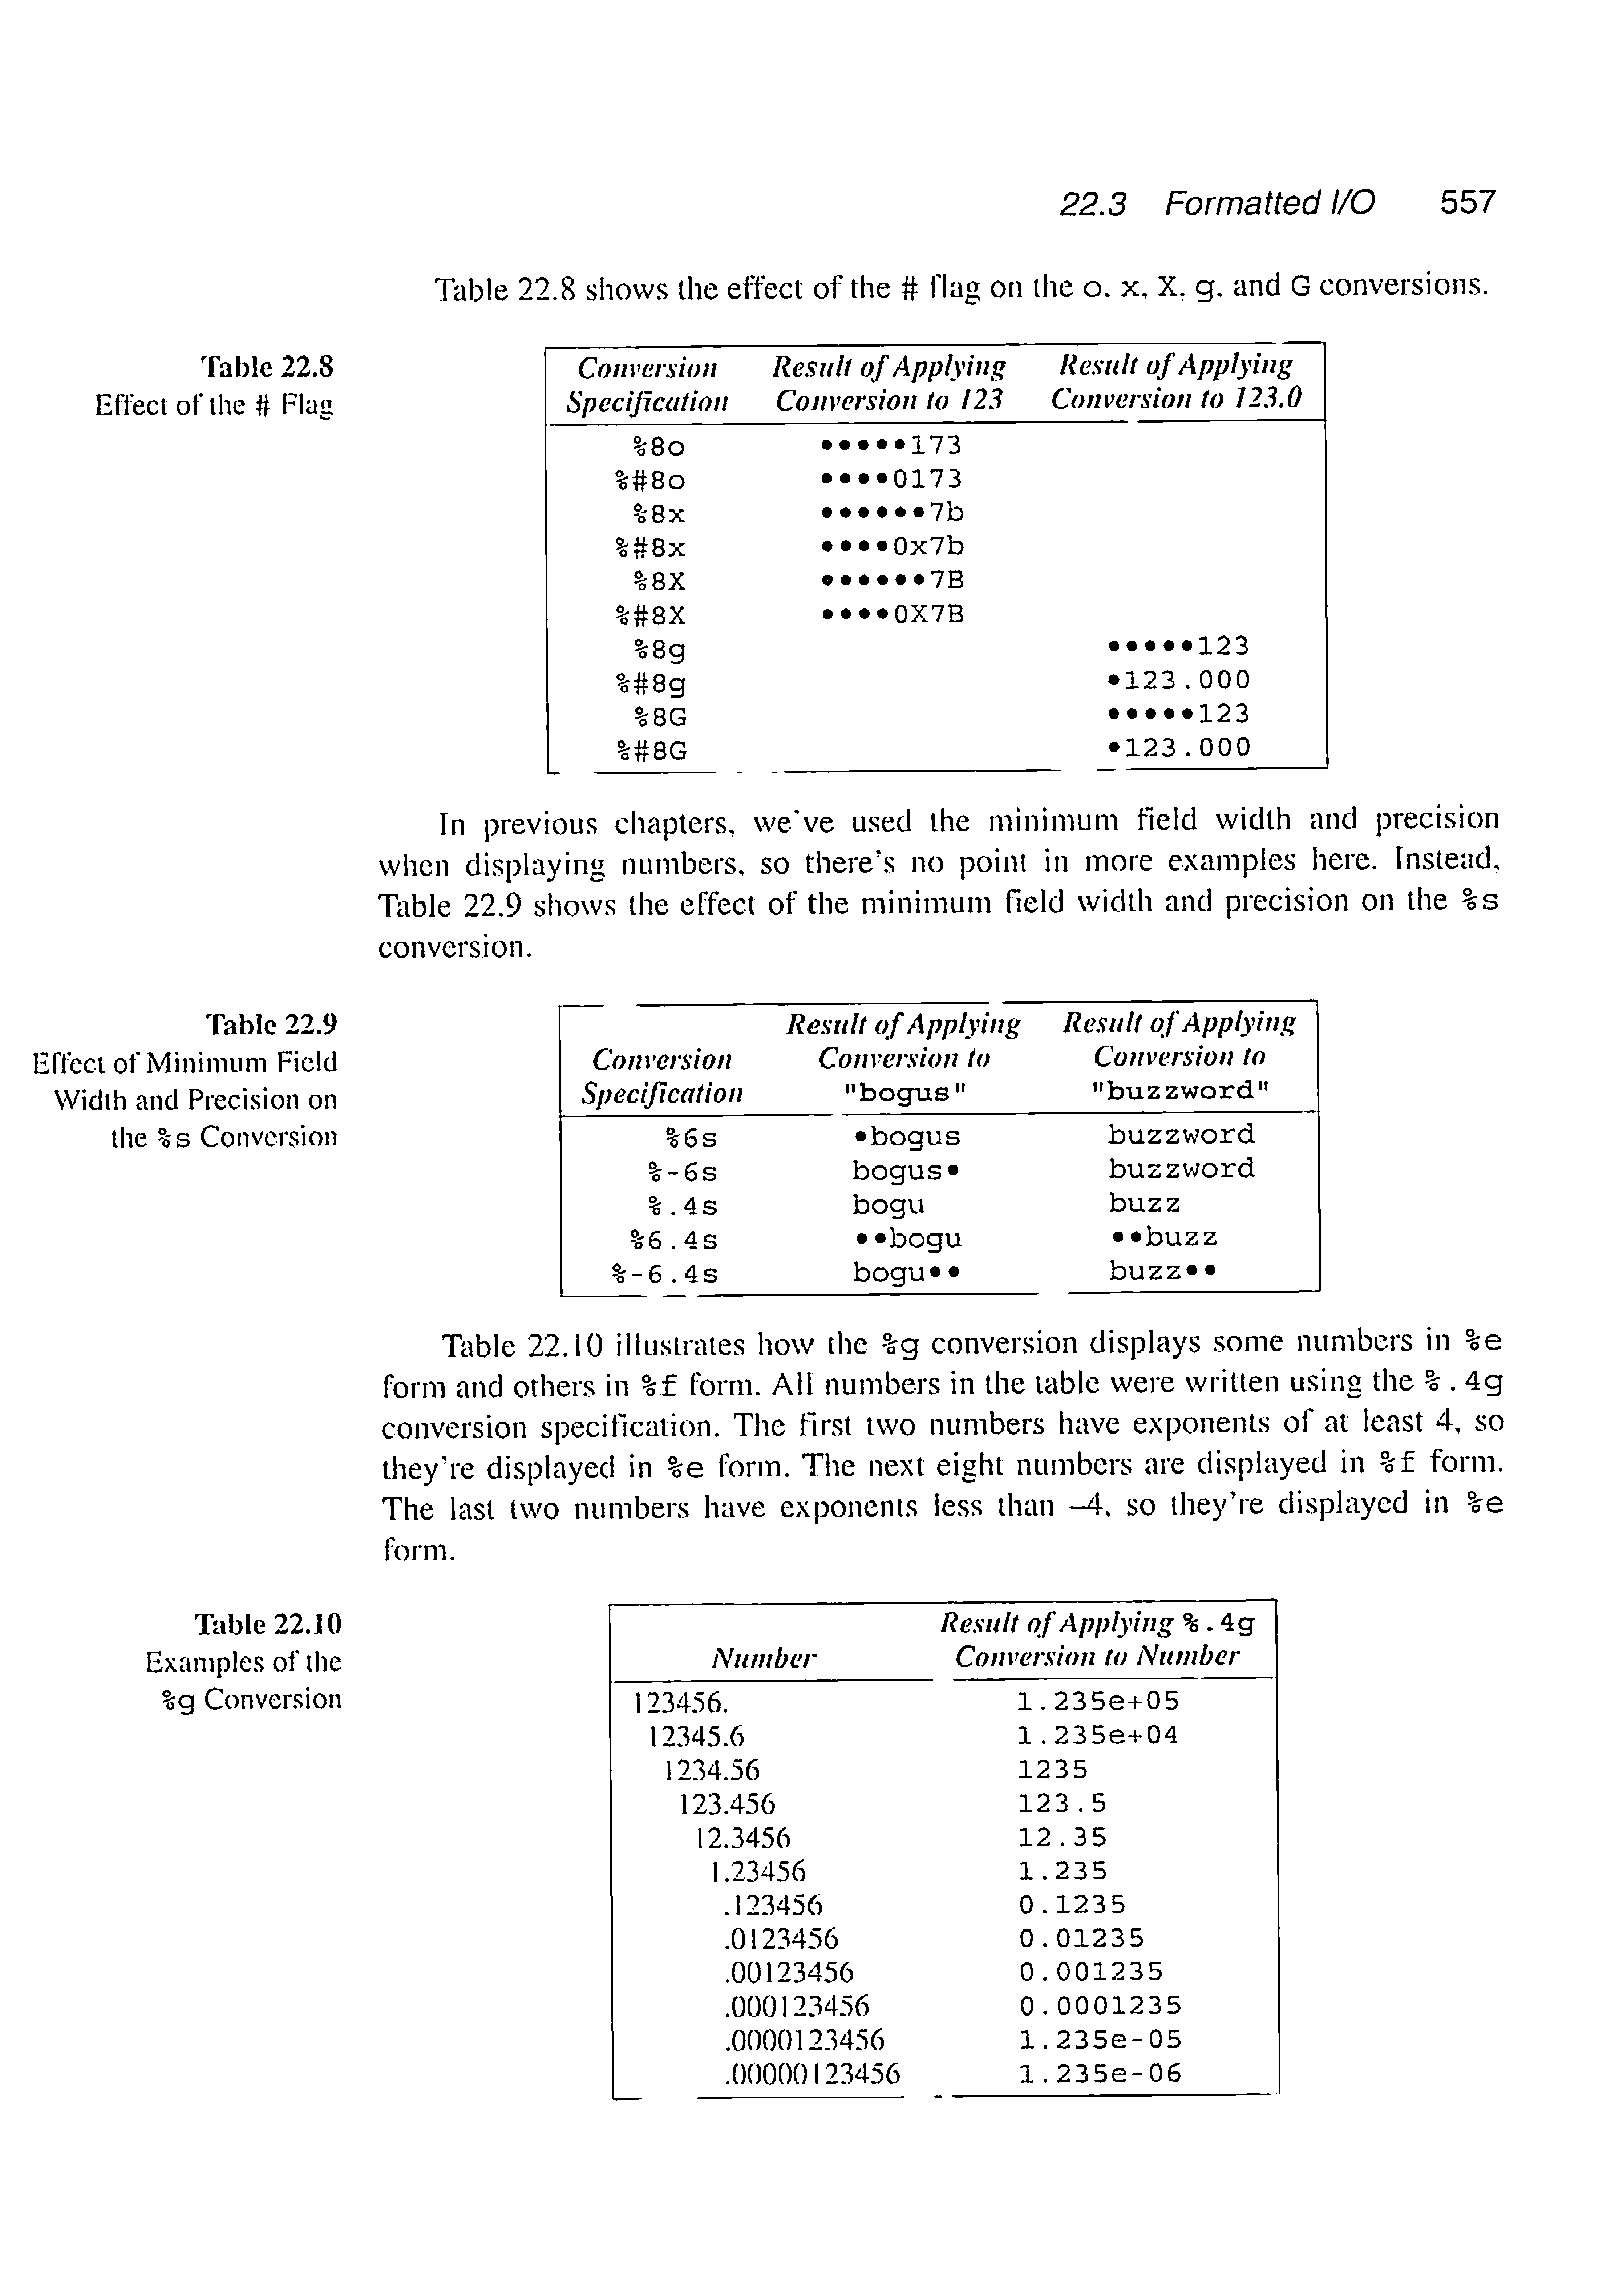 22.3 Formatted I/O 557
Table 22.8 shows the effect of the # flag on the o, x, X, g, and G conversions.
Table 22.8
Effect of the # Flag
Conversion Result of Applying Result of Applying
Specification Conversion to 123 Conversion to 123.0
%8o •••••173
%#8o ••••0173
%8x ••••••7b
%#8x ••••0x7b
%8X ••••••7B
%#8X ••••0X7B
%8g •••••123
%#8g •123.000
%8G •••••123
%#8G •123.000
In previous chapters, we've used the minimum field width and precision
when displaying numbers, so there's no point in more examples here. Instead,
Table 22.9 shows the effect of the minimum field width and precision on the %s
conversion.
Table 22.9
Effect of Minimum Field
Width and Precision on
the %s Conversion
Result of Applying Result of Applying
Conversion Conversion to Conversion to
Specification "bogus" "buzzword"
%6s •bogus buzzword
%-6s bogus• buzzword
%.4s bogu buzz
%6.4s ••bogu ••buzz
%-6.4s bogu•• buzz••
Table 22.10 illustrates how the %g conversion displays some numbers in %e
form and others in %f form. All numbers in the table were written using the %.4g
conversion specification. The first two numbers have exponents of at least 4, so
they're displayed in %e form. The next eight numbers are displayed in %f form.
The last two numbers have exponents less than –4, so they're displayed in %e
form.
Table 22.10
Examples of the
%g Conversion
Result of Applying %.4g
Number Conversion to Number
123456. 1.235e+05
12345.6 1.235e+04
1234.56 1235
123.456 123.5
12.3456 12.35
1.23456 1.235
.123456 0.1235
.0123456 0.01235
.00123456 0.001235
.000123456 0.0001235
.0000123456 1.235e-05
.00000123456 1.235e-06